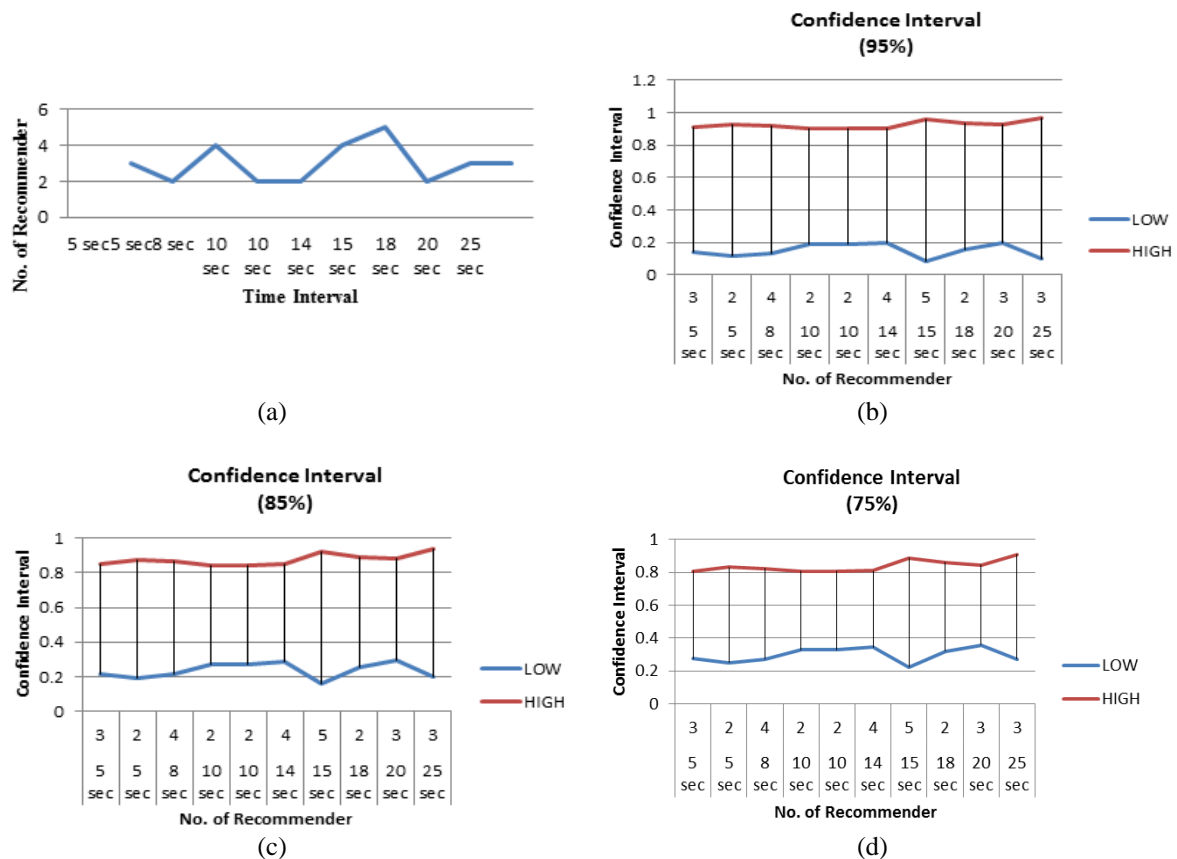 No. of Recommender
6
4
2
0
5 sec 5 sec 8 sec 10 10 14 15 18 20 25
sec sec sec sec sec sec sec
Time Interval
(a)
Confidence Interval
(95%)
Confidence Interval
1.2
1
0.8
0.6
0.4
0.2
0
LOW
HIGH
3 2 4 2 2 4 5 2 3 3
5 5 8 10 10 14 15 18 20 25
sec sec sec sec sec sec sec sec sec sec
No. of Recommender
(b)
Confidence Interval
(85%)
Confidence Interval
1
0.8
0.6
0.4
0.2
0
LOW
HIGH
3 2 4 2 2 4 5 2 3 3
5 5 8 10 10 14 15 18 20 25
sec sec sec sec sec sec sec sec sec sec
No. of Recommender
(c)
Confidence Interval
(75%)
Confidence Interval
1
0.8
0.6
0.4
0.2
0
LOW
HIGH
3 2 4 2 2 4 5 2 3 3
5 5 8 10 10 14 15 18 20 25
sec sec sec sec sec sec sec sec sec sec
No. of Recommender
(d)